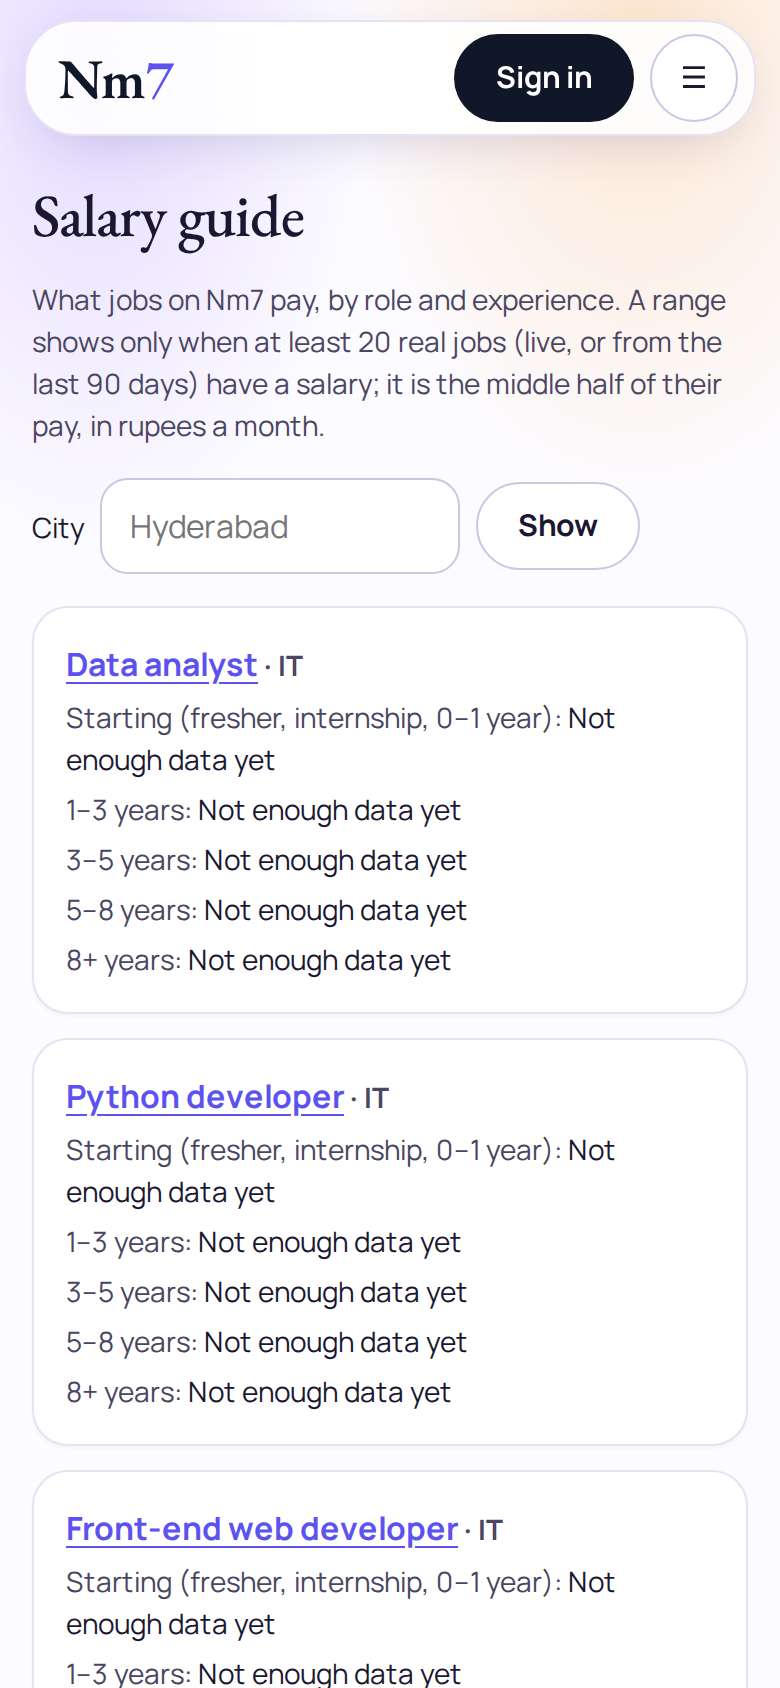 Nm7
Sign in
☰
Salary guide
What jobs on Nm7 pay, by role and experience. A range
shows only when at least 20 real jobs (live, or from the
last 90 days) have a salary; it is the middle half of their
pay, in rupees a month.
City
Hyderabad
Show
Data analyst · IT
Starting (fresher, internship, 0–1 year): Not
enough data yet
1–3 years: Not enough data yet
3–5 years: Not enough data yet
5–8 years: Not enough data yet
8+ years: Not enough data yet
Python developer · IT
Starting (fresher, internship, 0–1 year): Not
enough data yet
1–3 years: Not enough data yet
3–5 years: Not enough data yet
5–8 years: Not enough data yet
8+ years: Not enough data yet
Front-end web developer · IT
Starting (fresher, internship, 0–1 year): Not
enough data yet
1–3 years: Not enough data yet